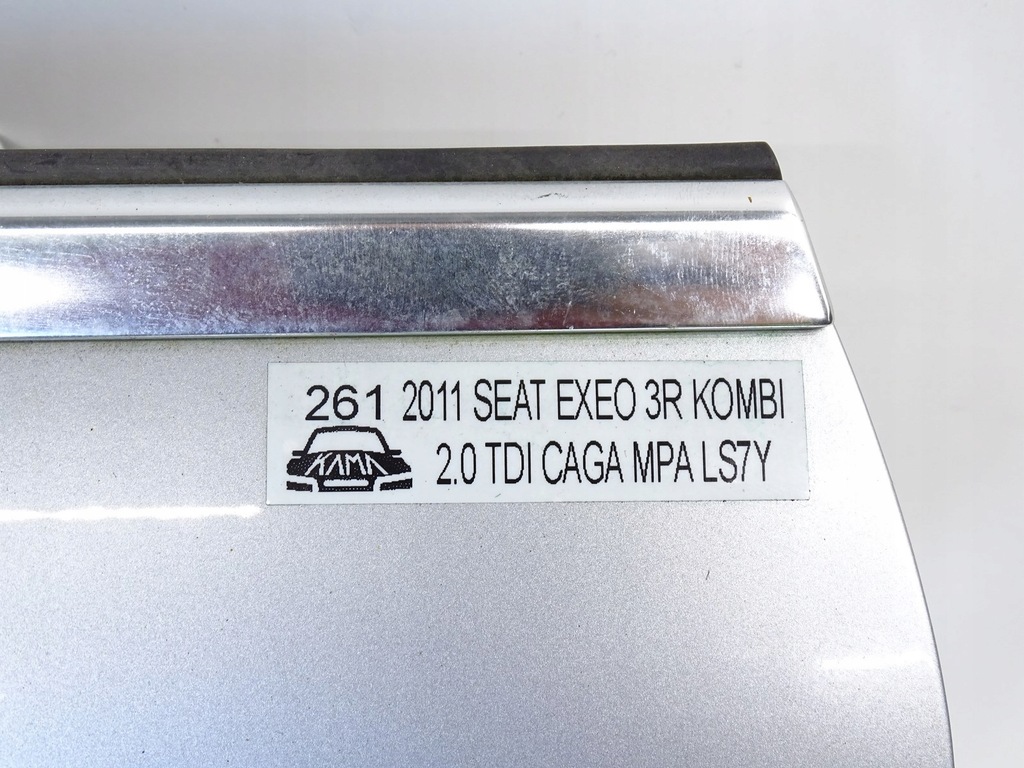 261 2011 SEAT EXEO 3R KOMBI
KAMA 2.0 TDI CAGA MPA LS7Y